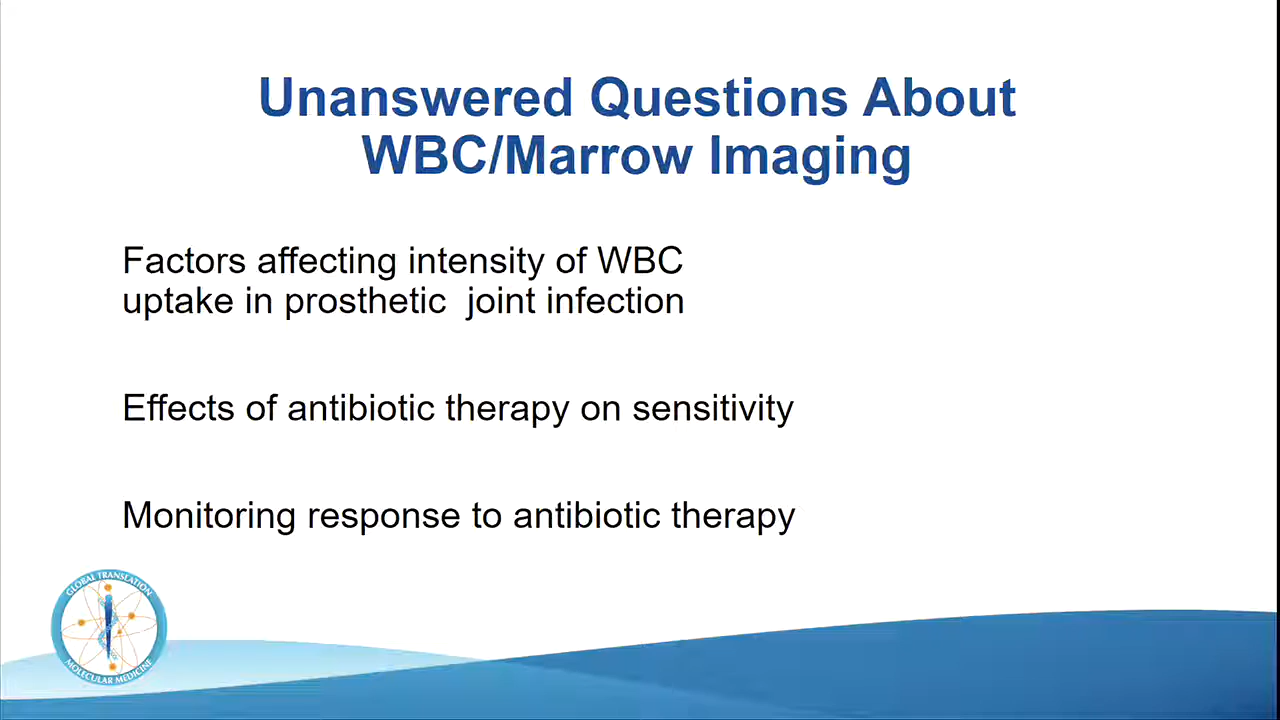 Unanswered Questions About
WBC/Marrow Imaging
Factors affecting intensity of WBC
uptake in prosthetic  joint infection
Effects of antibiotic therapy on sensitivity
Monitoring response to antibiotic therapy
GLOBAL TRANSLATION
MOLECULAR MEDICINE